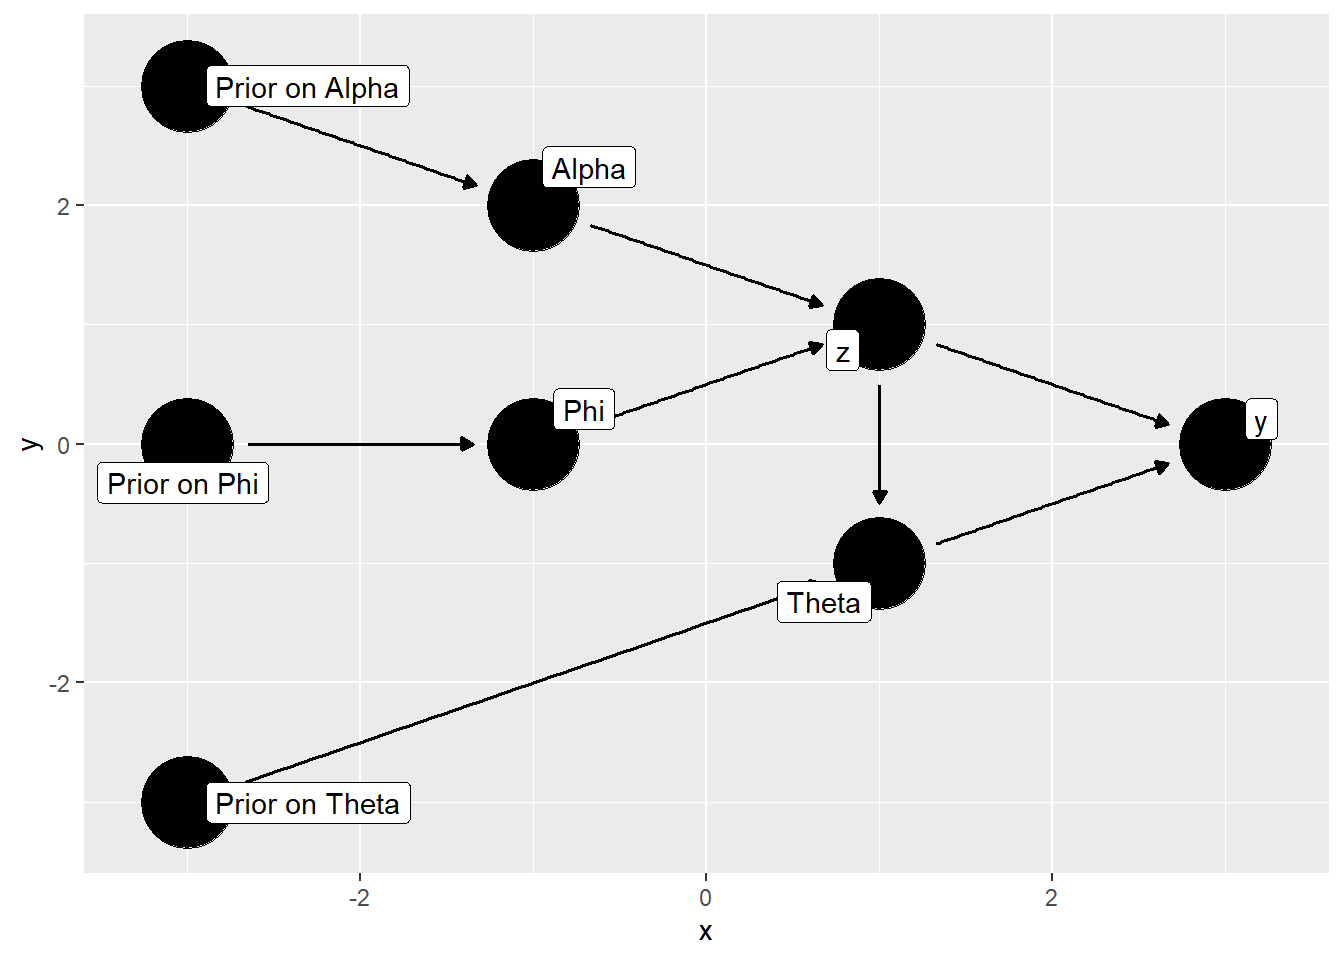 Prior on Alpha
Alpha
2
z
Phi
y
y
0
Prior on Phi
Theta
-2
Prior on Theta
-2
0
2
x